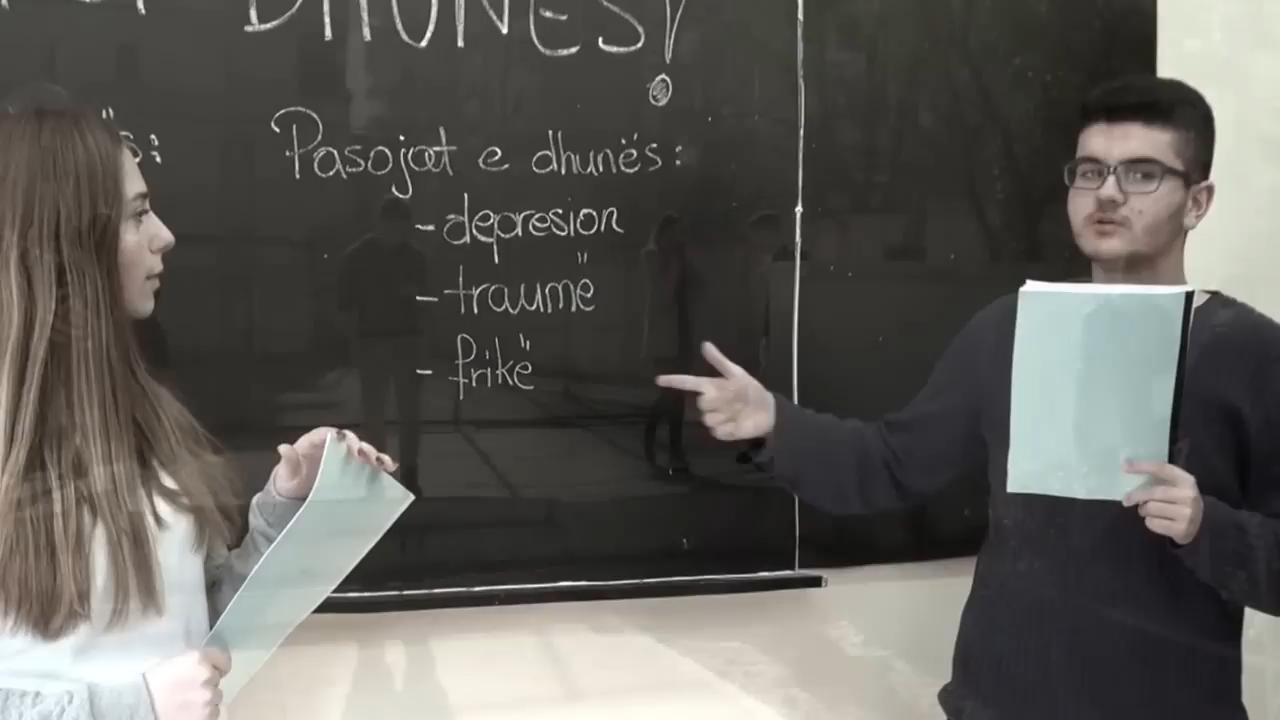 DHUNËS!
Pasojat e dhunës:
- depresion
- traumë
- frikë